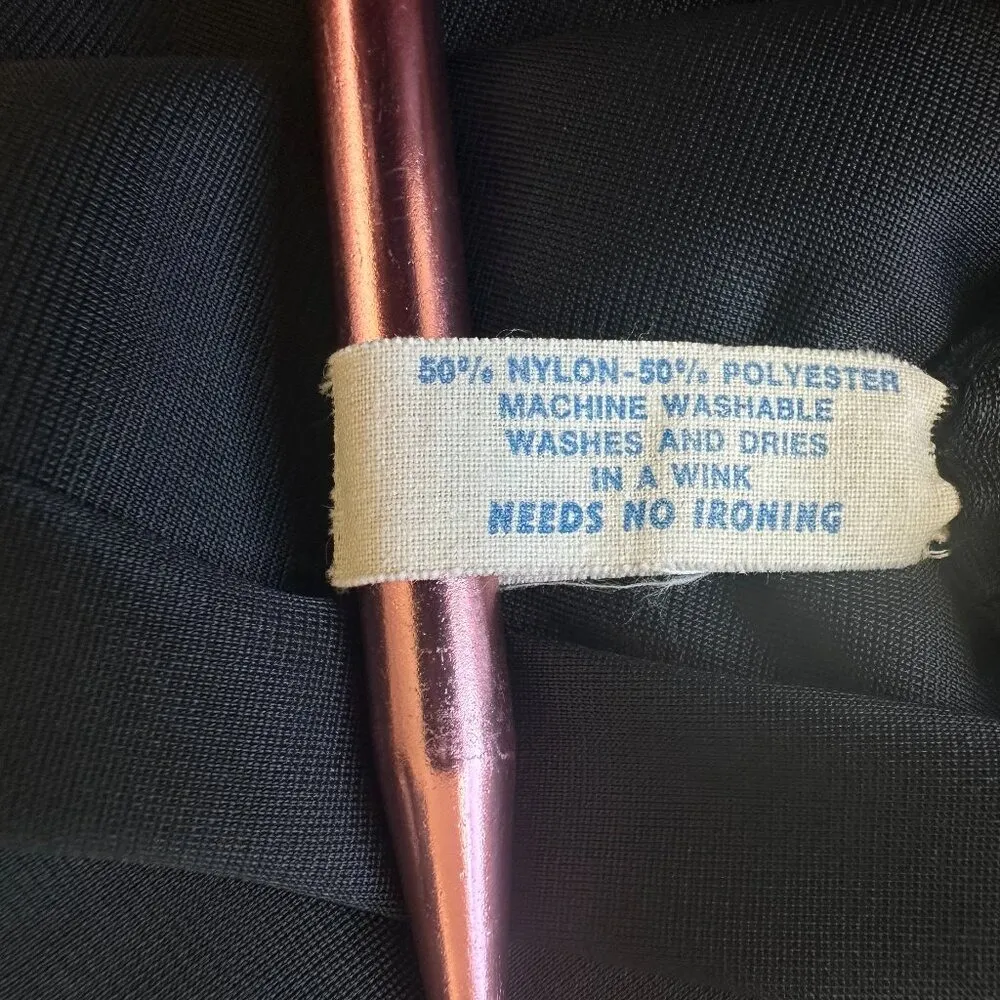 50% NYLON-50% POLYESTER
MACHINE WASHABLE
WASHES AND DRIES
IN A WINK
NEEDS NO IRONING